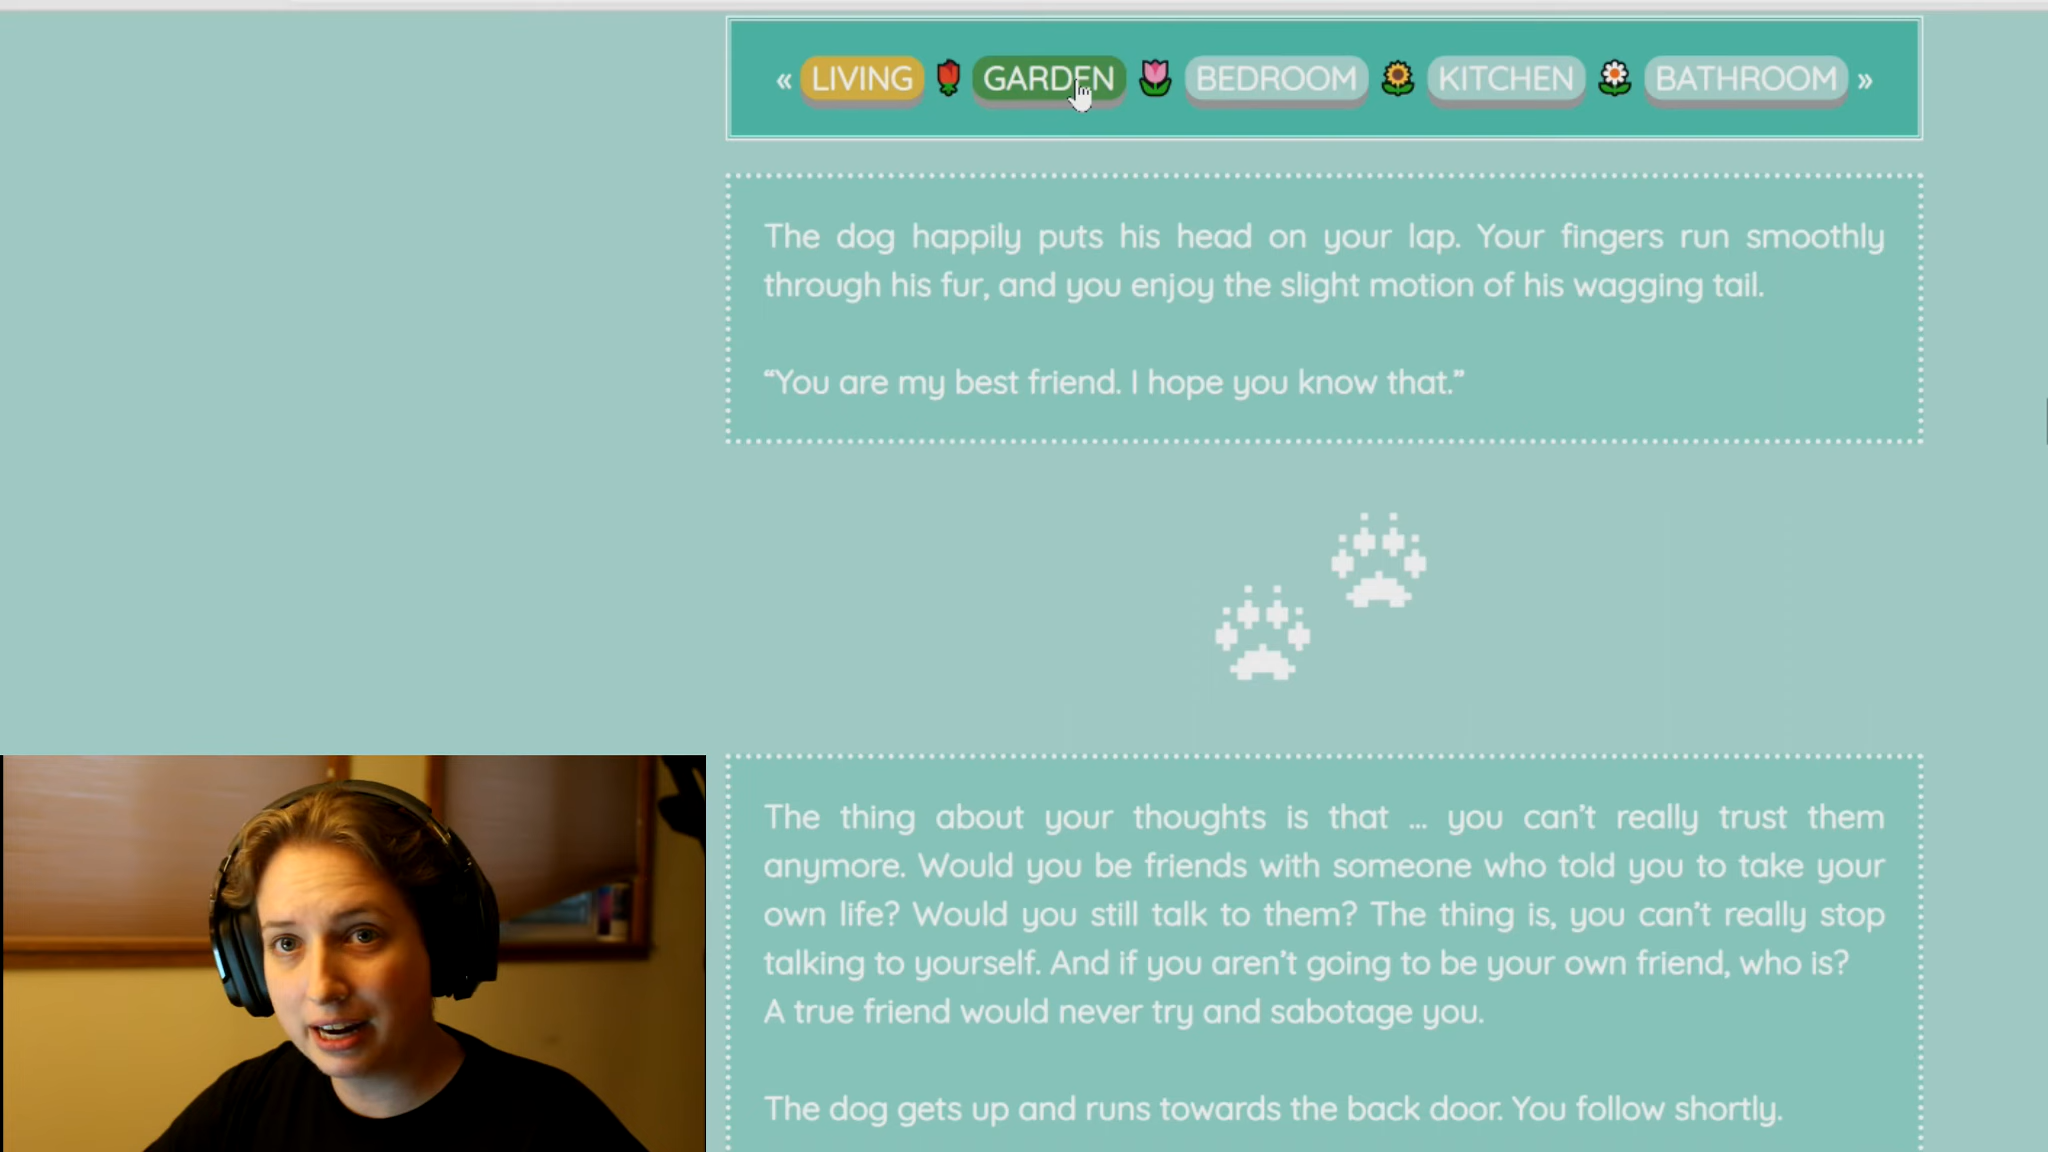 « LIVING GARDEN BEDROOM KITCHEN BATHROOM »
The dog happily puts his head on your lap. Your fingers run smoothly
through his fur, and you enjoy the slight motion of his wagging tail.
“You are my best friend. I hope you know that.”
The thing about your thoughts is that ... you can’t really trust them
anymore. Would you be friends with someone who told you to take your
own life? Would you still talk to them? The thing is, you can’t really stop
talking to yourself. And if you aren’t going to be your own friend, who is?
A true friend would never try and sabotage you.
The dog gets up and runs towards the back door. You follow shortly.